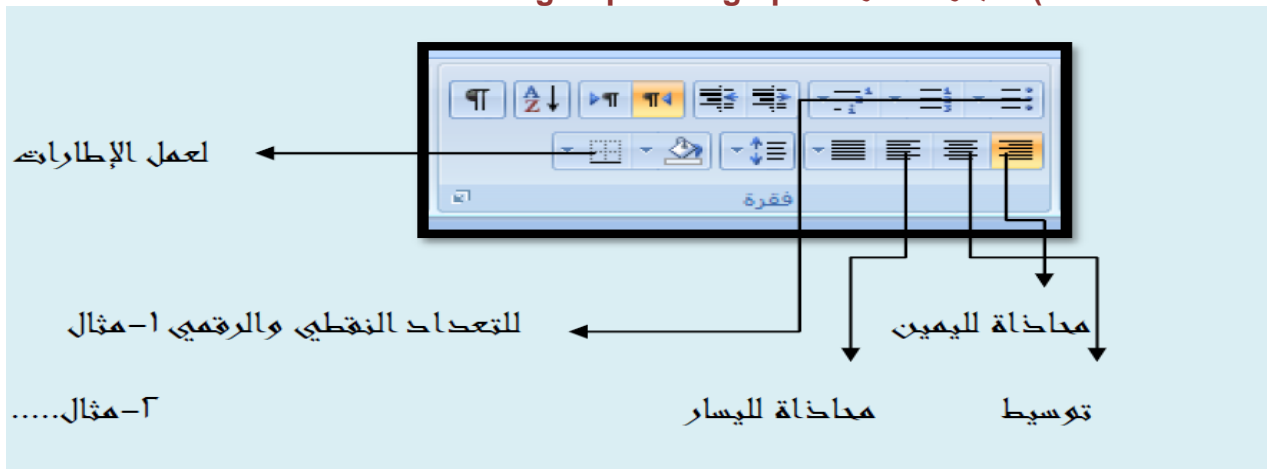 لعمل الإطارات
فقرة
محاذاة لليمين
للتعداد النقطي والرقمي ١-مثال
توسيط
محاذاة لليسار
٢-مثال.....